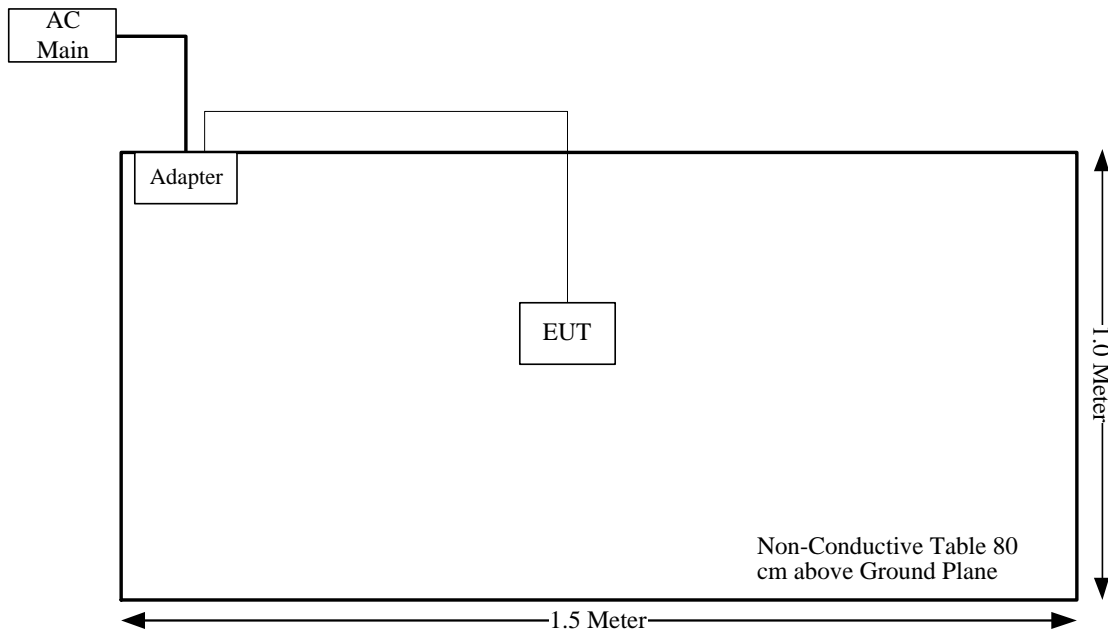 AC
Main
Adapter
EUT
1.0 Meter
Non-Conductive Table 80
cm above Ground Plane
1.5 Meter